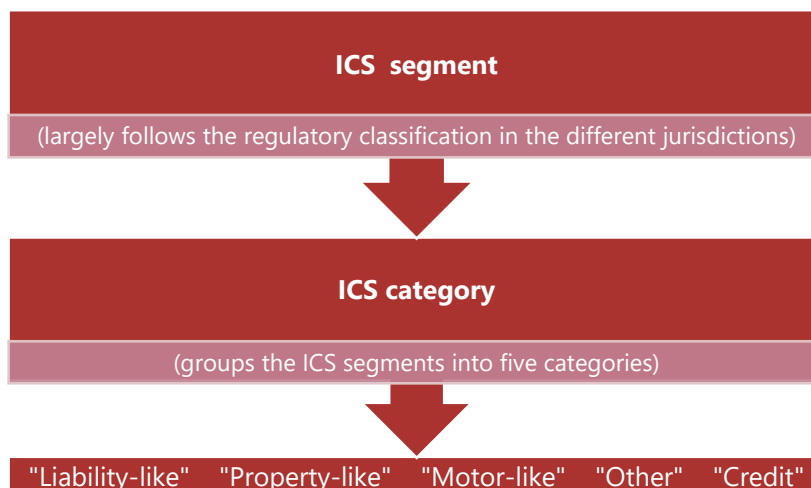 ICS segment
(largely follows the regulatory classification in the different jurisdictions)
ICS category
(groups the ICS segments into five categories)
"Liability-like" "Property-like" "Motor-like" "Other" "Credit"